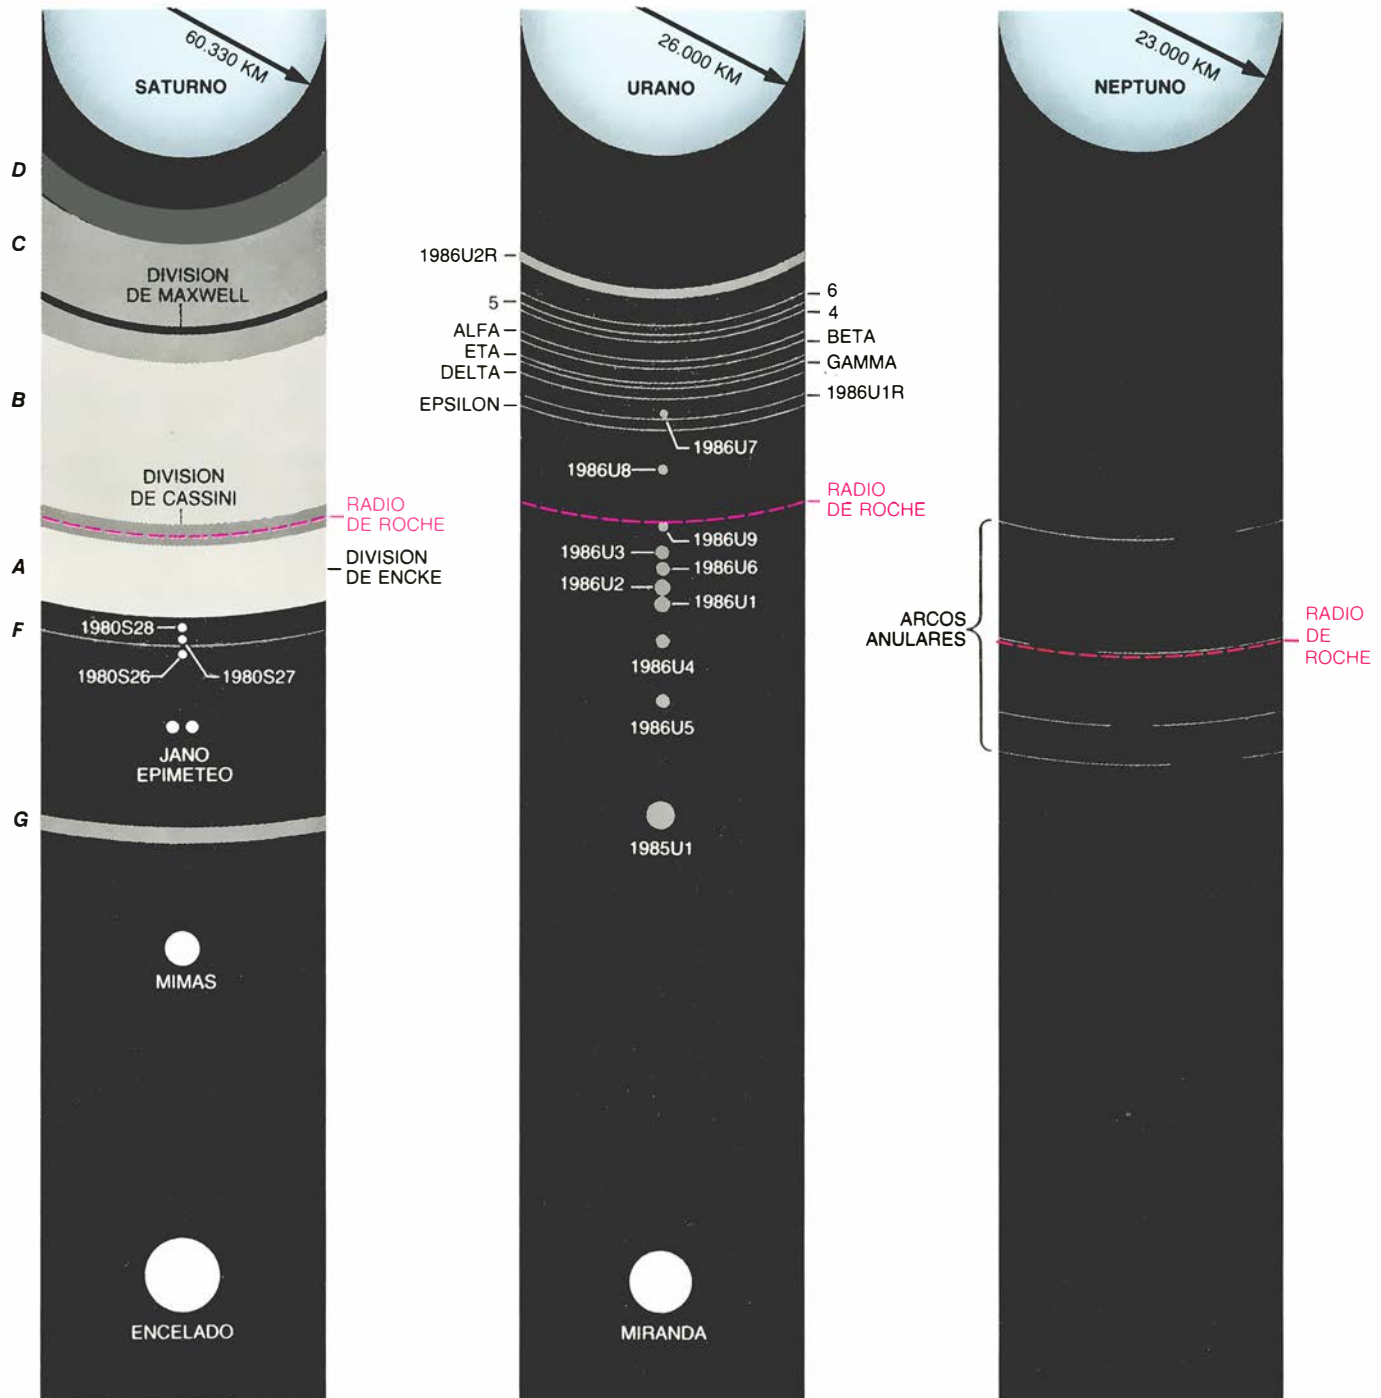 60.330 KM
SATURNO
D
C
DIVISION
DE MAXWELL
B
DIVISION
DE CASSINI
RADIO
DE ROCHE
A
DIVISION
DE ENCKE
F
1980S28
1980S26
1980S27
JANO
EPIMETEO
G
MIMAS
ENCELADO
26.000 KM
URANO
1986U2R
6
5
4
ALFA
BETA
ETA
GAMMA
DELTA
1986U1R
EPSILON
1986U7
1986U8
RADIO
DE ROCHE
1986U9
1986U3
1986U6
1986U2
1986U1
1986U4
1986U5
1985U1
MIRANDA
23.000 KM
NEPTUNO
ARCOS
ANULARES
RADIO
DE
ROCHE